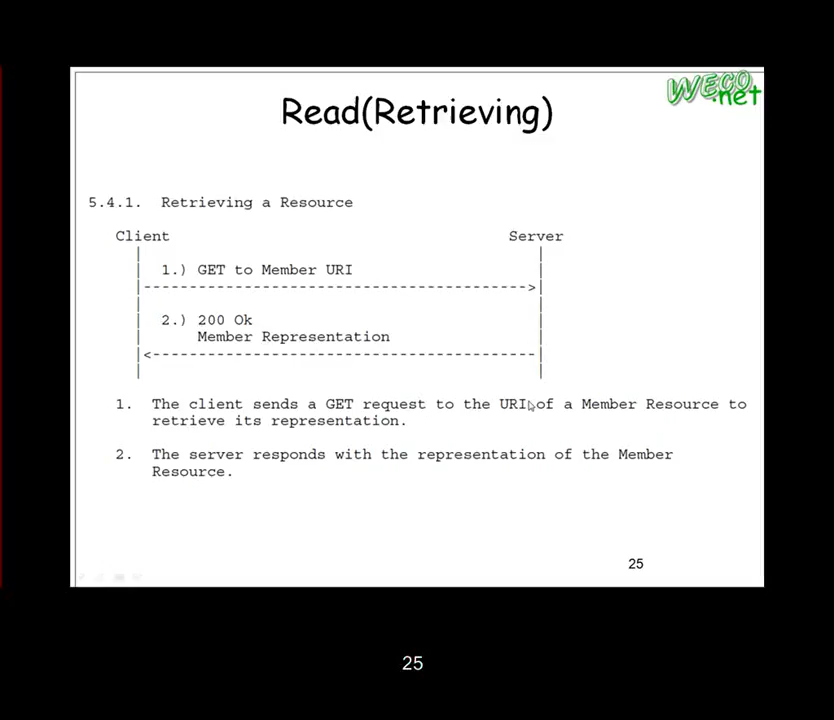 WECO
.net
Read(Retrieving)
5.4.1. Retrieving a Resource
Client Server
1.) GET to Member URI
2.) 200 Ok
Member Representation
1. The client sends a GET request to the URI of a Member Resource to
retrieve its representation.
2. The server responds with the representation of the Member
Resource.
25
25